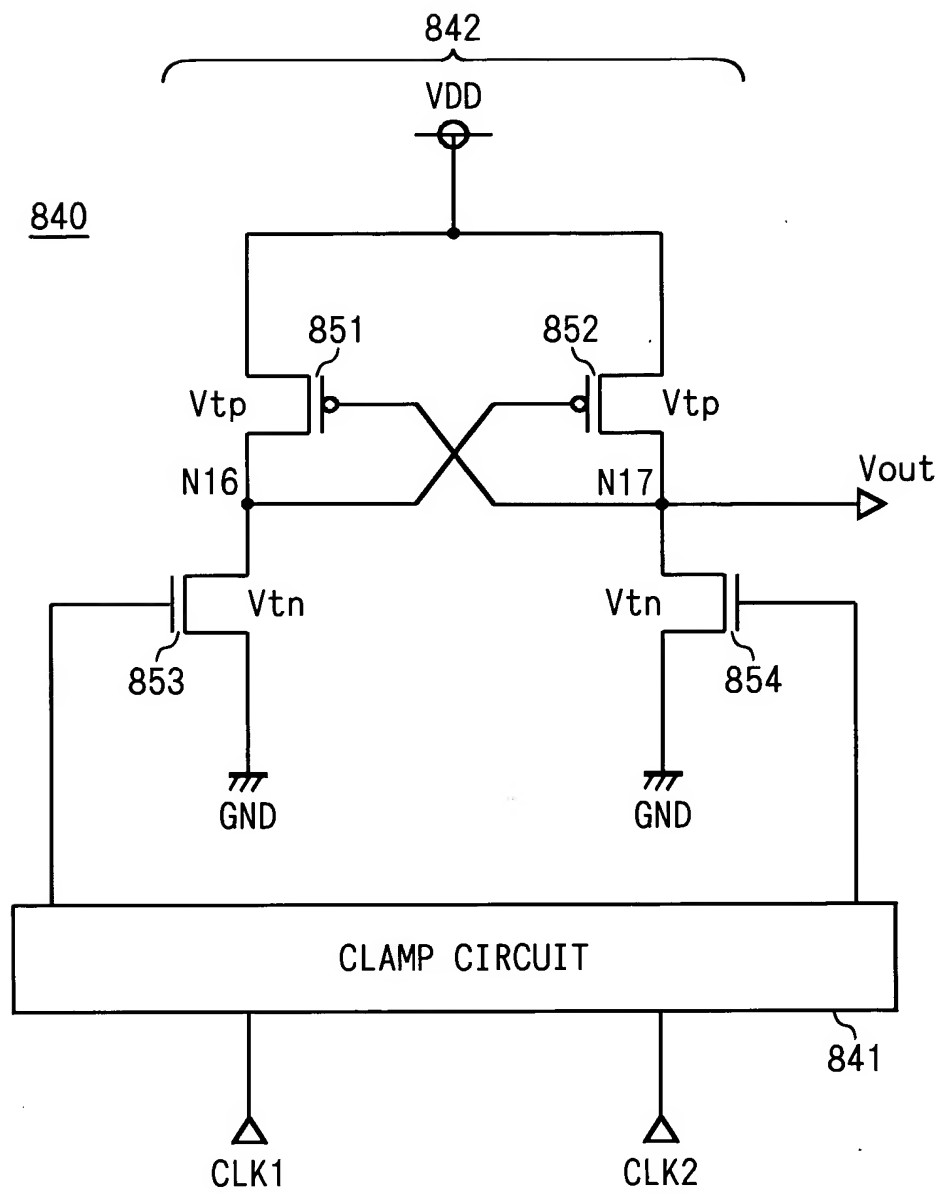 842
VDD
840
851
852
Vtp
Vtp
N16
N17
Vout
Vtn
Vtn
853
854
GND
GND
CLAMP CIRCUIT
841
CLK1
CLK2